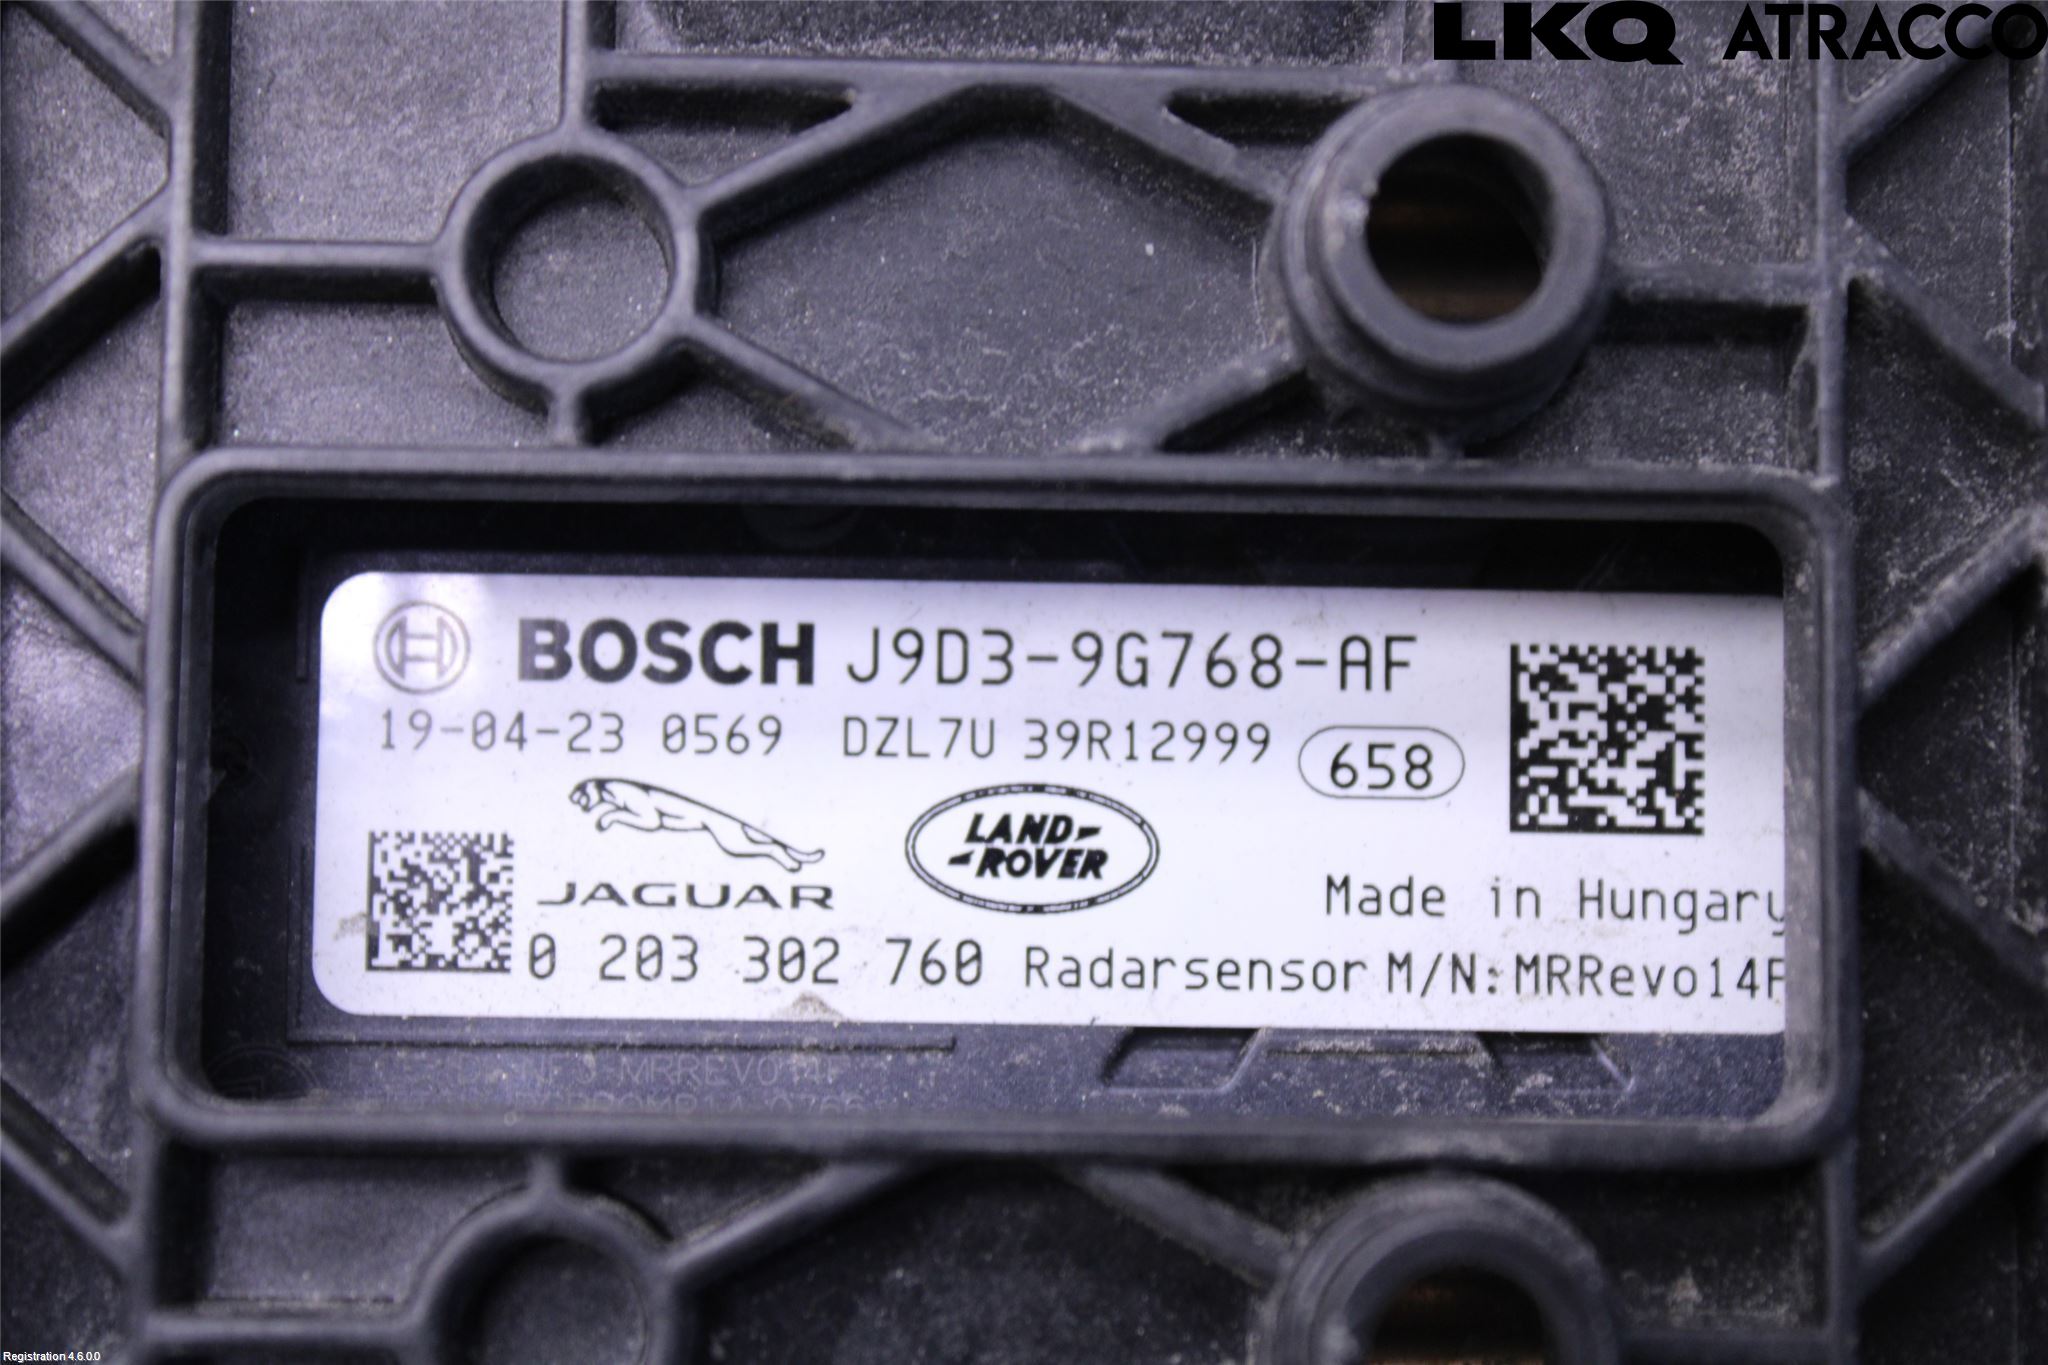 LKQ ATRACCO
BOSCH J9D3-9G768-AF
19-04-23 0569 DZL7U 39R12999 658
JAGUAR
LAND-
-ROVER
Made in Hungary
0 203 302 760 Radarsensor M/N:MRRevo14F
Registration 4.6.0.0